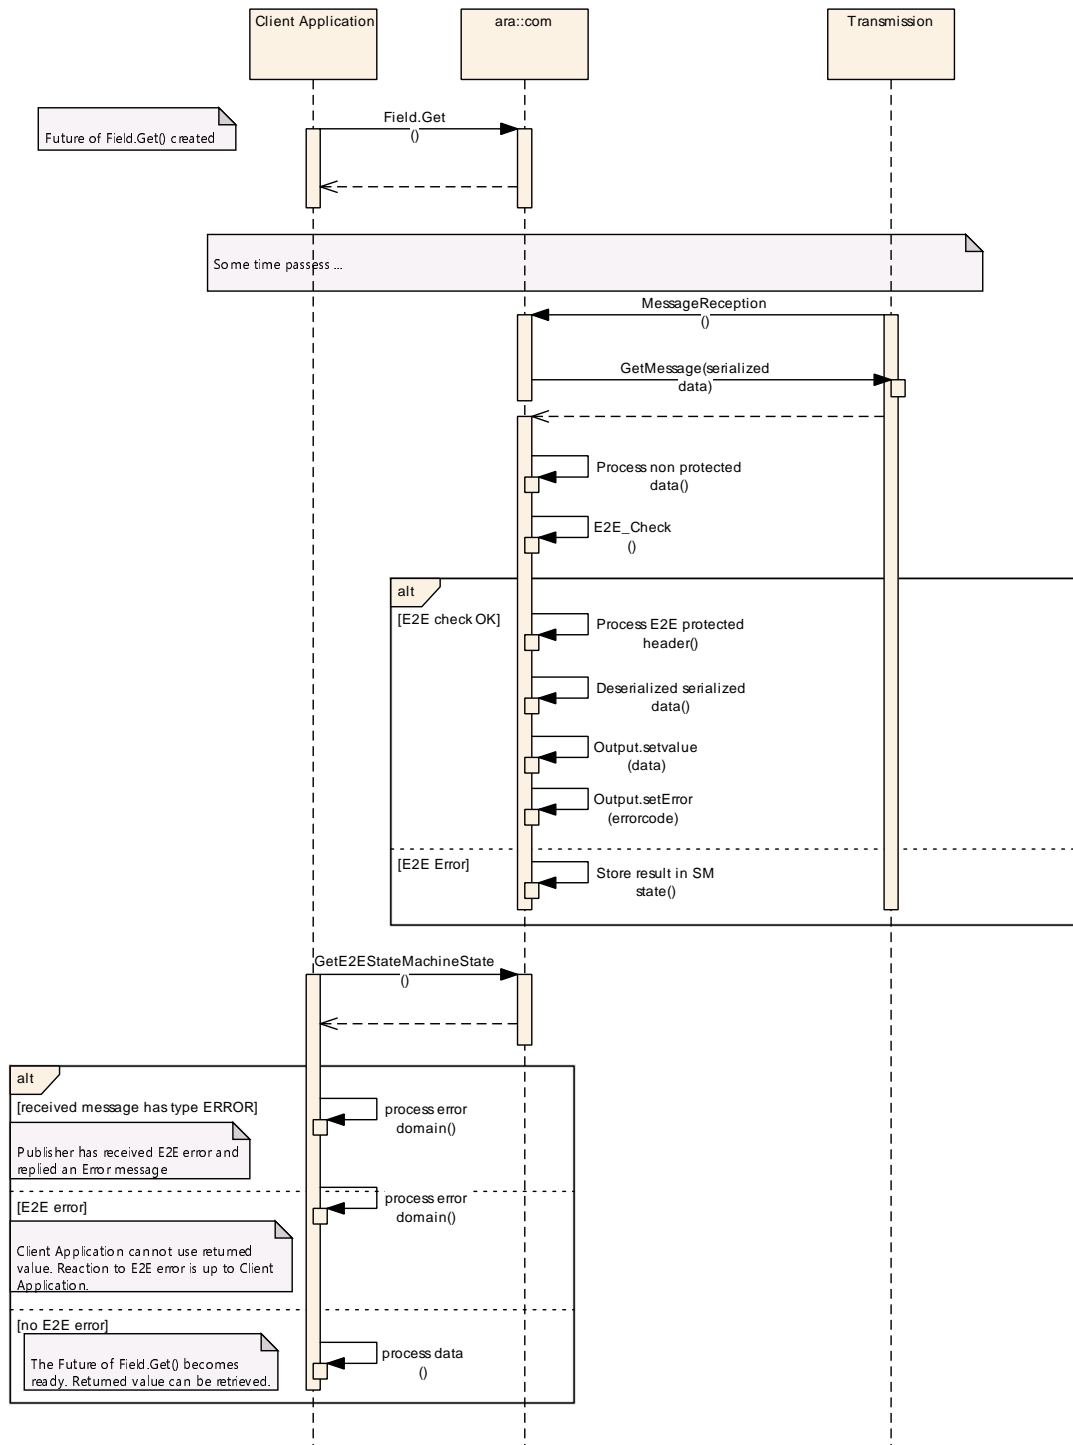 Client Application
ara::com
Transmission
Future of Field.Get() created
Field.Get
()
Some time passess ...
MessageReception
()
GetMessage(serialized
data)
Process non protected
data()
E2E_Check
()
alt
[E2E check OK]
Process E2E protected
header()
Deserialized serialized
data()
Output.setvalue
(data)
Output.setError
(errorcode)
[E2E Error]
Store result in SM
state()
GetE2EStateMachineState
()
alt
[received message has type ERROR]
process error
domain()
Publisher has received E2E error and
replied an Error message
process error
domain()
[E2E error]
Client Application cannot use returned
value. Reaction to E2E error is up to Client
Application.
[no E2E error]
The Future of Field.Get() becomes
ready. Returned value can be retrieved.
process data
()